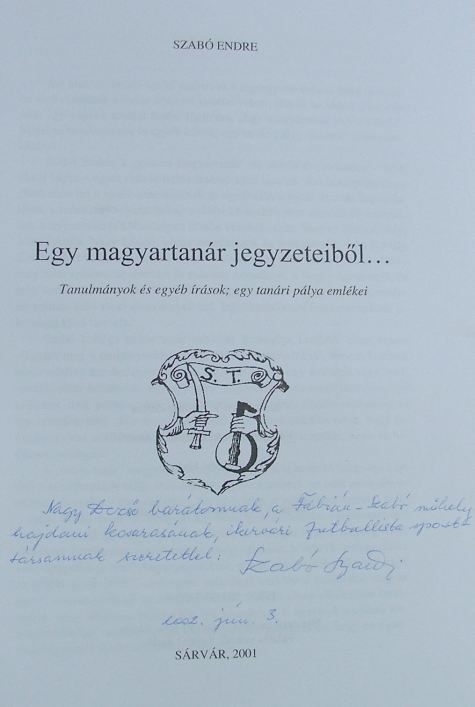 SZABÓ ENDRE
Egy magyartanár jegyzeteiből...
Tanulmányok és egyéb írások; egy tanári pálya emlékei
S. T.
Nagy Dezső barátomnak, a Fábián-Szabó műhely
hajdani kosarasának, ikervári futballista sport-
társamnak szeretettel: Szabó
2002. jún. 3.
SÁRVÁR, 2001